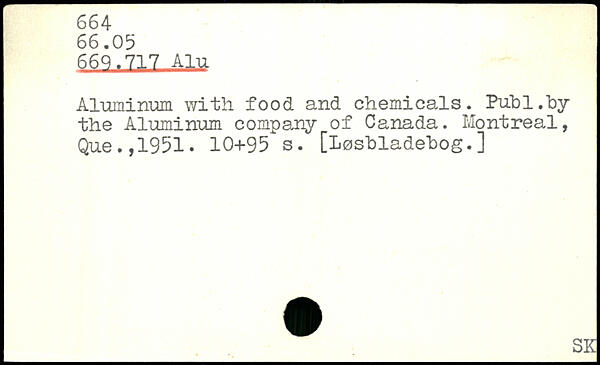 664
66.05
669.717 Alu
Aluminum with food and chemicals. Publ.by
the Aluminum company of Canada. Montreal,
Que.,1951. 10+95 s. [Løsbladebog.]
SK